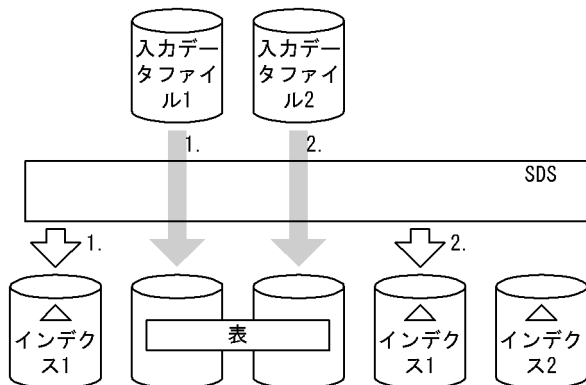 入力デー
タファイ
ル1
入力デー
タファイ
ル2
1.
2.
SDS
1.
2.
インデク
ス1
表
インデク
ス1
インデク
ス2